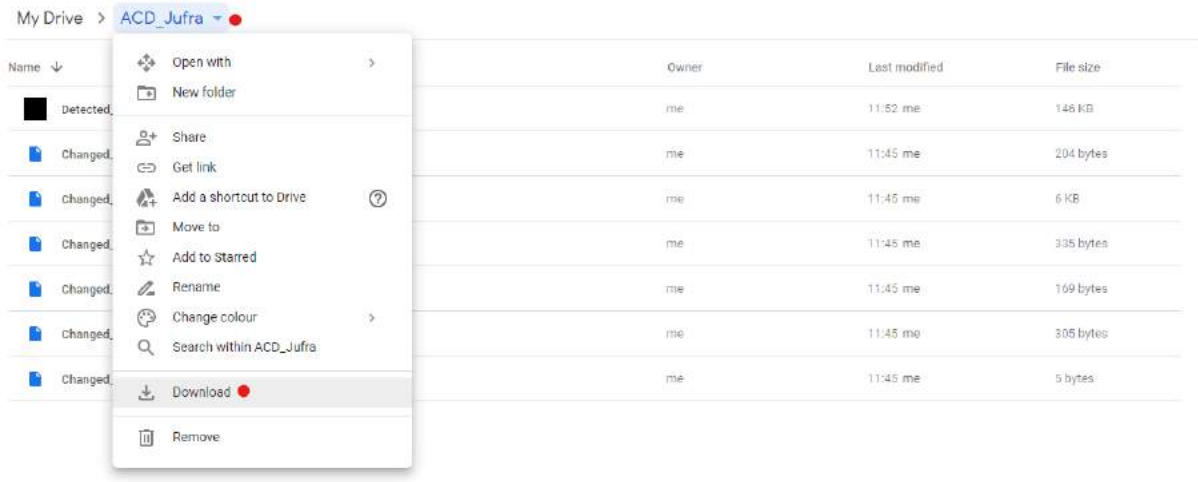 My Drive > ACD_Jufra
Name Owner Last modified File size
Open with
New folder
Detected_ me 11:52 me 146 KB
Share
Changed_ me 11:45 me 204 bytes
Get link
Add a shortcut to Drive
Changed_ me 11:45 me 6 KB
Move to
Changed_ me 11:45 me 335 bytes
Add to Starred
Rename
Changed_ me 11:45 me 169 bytes
Change colour
Changed_ me 11:45 me 305 bytes
Search within ACD_Jufra
Changed_ me 11:45 me 5 bytes
Download
Remove